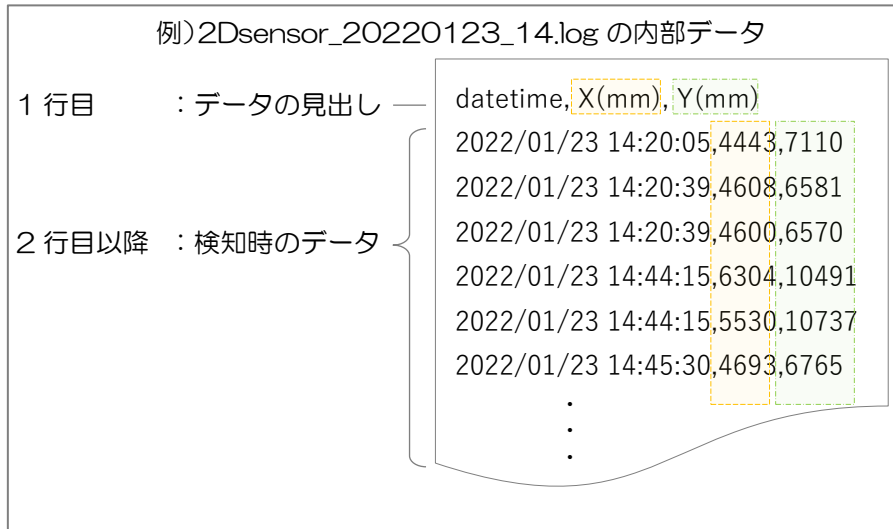 例)2Dsensor_20220123_14.log の内部データ
1 行目 :データの見出し
datetime, X(mm), Y(mm)
2022/01/23 14:20:05,4443,7110
2022/01/23 14:20:39,4608,6581
2022/01/23 14:20:39,4600,6570
2 行目以降 :検知時のデータ
2022/01/23 14:44:15,6304,10491
2022/01/23 14:44:15,5530,10737
2022/01/23 14:45:30,4693,6765
・
・
・